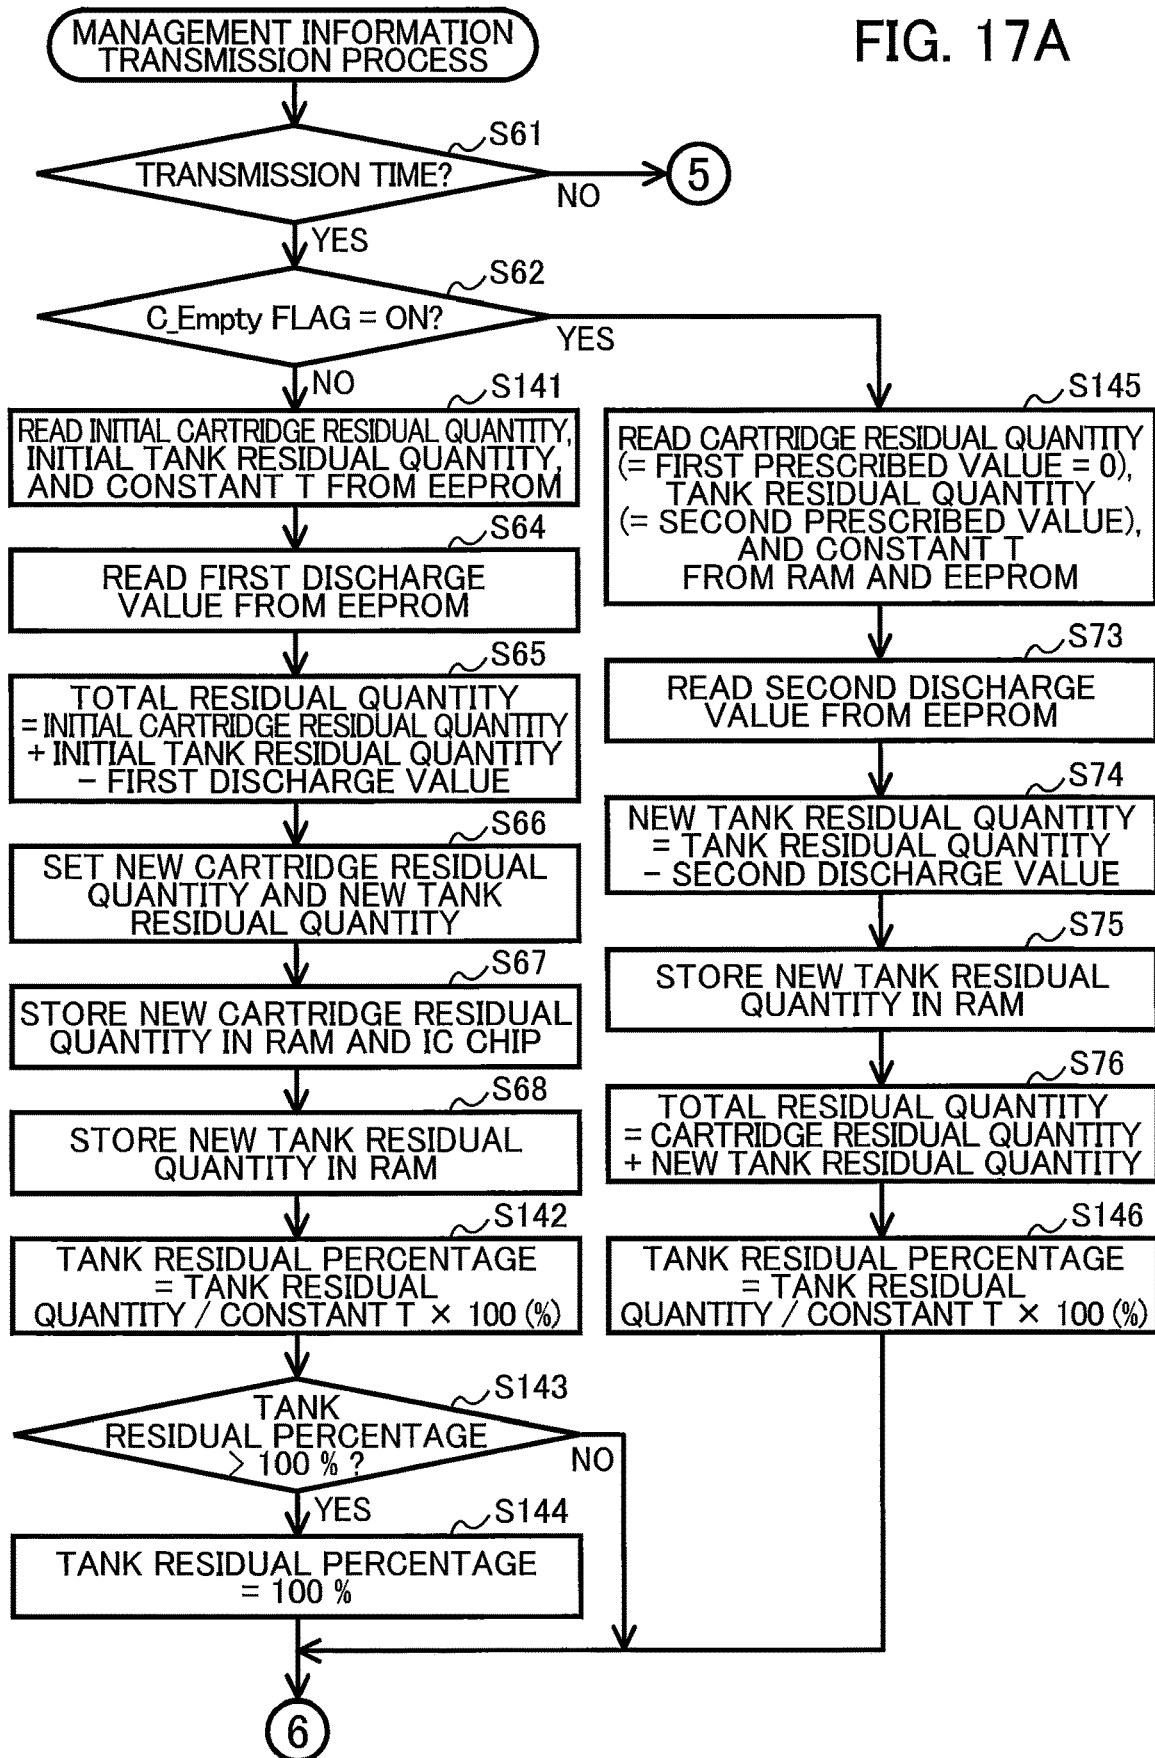 FIG. 17A
MANAGEMENT INFORMATION
TRANSMISSION PROCESS
S61
TRANSMISSION TIME?
NO
5
YES
S62
C_Empty FLAG = ON?
YES
NO
S141
READ INITIAL CARTRIDGE RESIDUAL QUANTITY,
INITIAL TANK RESIDUAL QUANTITY,
AND CONSTANT T FROM EEPROM
S64
READ FIRST DISCHARGE
VALUE FROM EEPROM
S65
TOTAL RESIDUAL QUANTITY
= INITIAL CARTRIDGE RESIDUAL QUANTITY
+ INITIAL TANK RESIDUAL QUANTITY
− FIRST DISCHARGE VALUE
S66
SET NEW CARTRIDGE RESIDUAL
QUANTITY AND NEW TANK
RESIDUAL QUANTITY
S67
STORE NEW CARTRIDGE RESIDUAL
QUANTITY IN RAM AND IC CHIP
S68
STORE NEW TANK RESIDUAL
QUANTITY IN RAM
S142
TANK RESIDUAL PERCENTAGE
= TANK RESIDUAL
QUANTITY / CONSTANT T × 100 (%)
S143
TANK
RESIDUAL PERCENTAGE
> 100 % ?
NO
YES
S144
TANK RESIDUAL PERCENTAGE
= 100 %
S145
READ CARTRIDGE RESIDUAL QUANTITY
(= FIRST PRESCRIBED VALUE = 0),
TANK RESIDUAL QUANTITY
(= SECOND PRESCRIBED VALUE),
AND CONSTANT T
FROM RAM AND EEPROM
S73
READ SECOND DISCHARGE
VALUE FROM EEPROM
S74
NEW TANK RESIDUAL QUANTITY
= TANK RESIDUAL QUANTITY
− SECOND DISCHARGE VALUE
S75
STORE NEW TANK RESIDUAL
QUANTITY IN RAM
S76
TOTAL RESIDUAL QUANTITY
= CARTRIDGE RESIDUAL QUANTITY
+ NEW TANK RESIDUAL QUANTITY
S146
TANK RESIDUAL PERCENTAGE
= TANK RESIDUAL
QUANTITY / CONSTANT T × 100 (%)
6